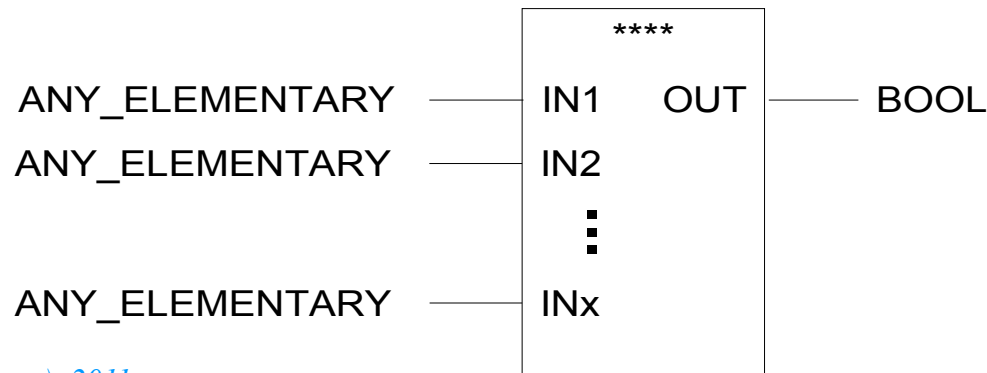 ****
ANY_ELEMENTARY IN1 OUT BOOL
ANY_ELEMENTARY IN2
ANY_ELEMENTARY INx